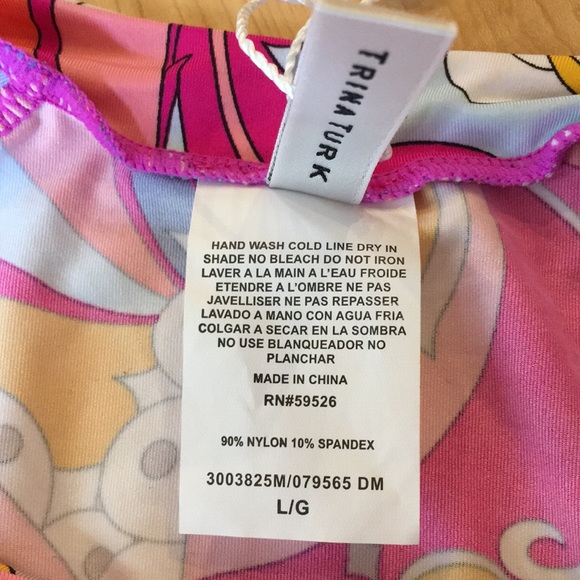 TRINATURK
HAND WASH COLD LINE DRY IN
SHADE NO BLEACH DO NOT IRON
LAVER A LA MAIN A L'EAU FROIDE
ETENDRE A L'OMBRE NE PAS
JAVELLISER NE PAS REPASSER
LAVADO A MANO CON AGUA FRIA
COLGAR A SECAR EN LA SOMBRA
NO USE BLANQUEADOR NO
PLANCHAR
MADE IN CHINA
RN#59526
90% NYLON 10% SPANDEX
3003825M/079565 DM
L/G